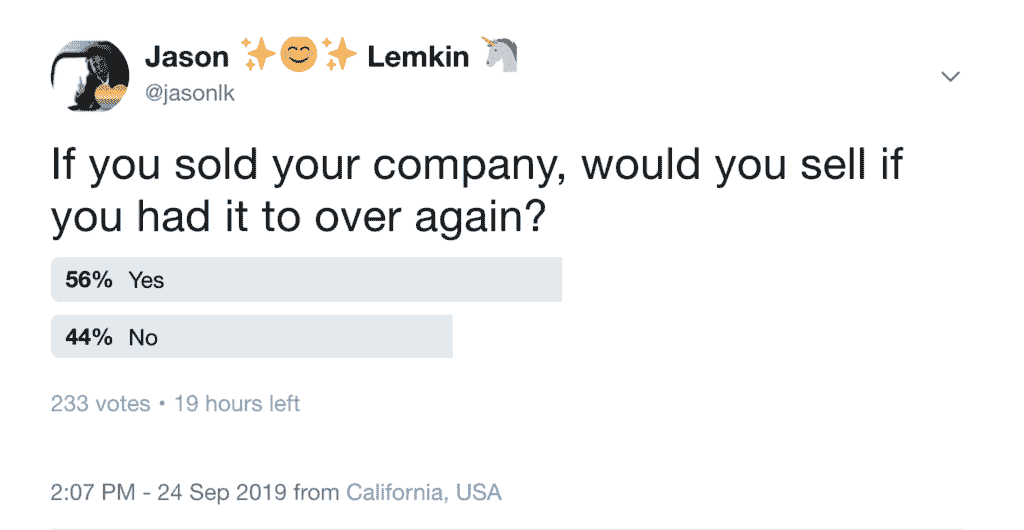 Jason ✨😊✨ Lemkin 🦄
@jasonlk
If you sold your company, would you sell if
you had it to over again?
56% Yes
44% No
233 votes • 19 hours left
2:07 PM - 24 Sep 2019 from California, USA